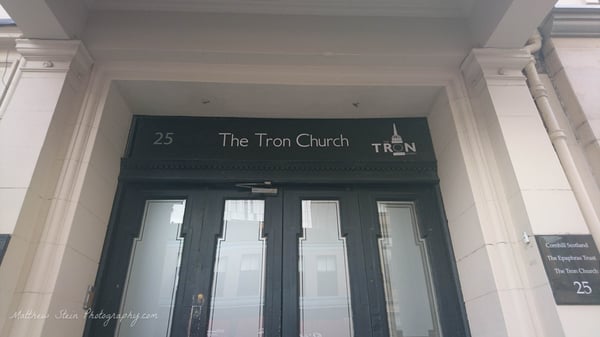 25 The Tron Church
TRON
Cornhill Scotland
The Epaphras Trust
The Tron Church
25
Matthew Stein Photography.com